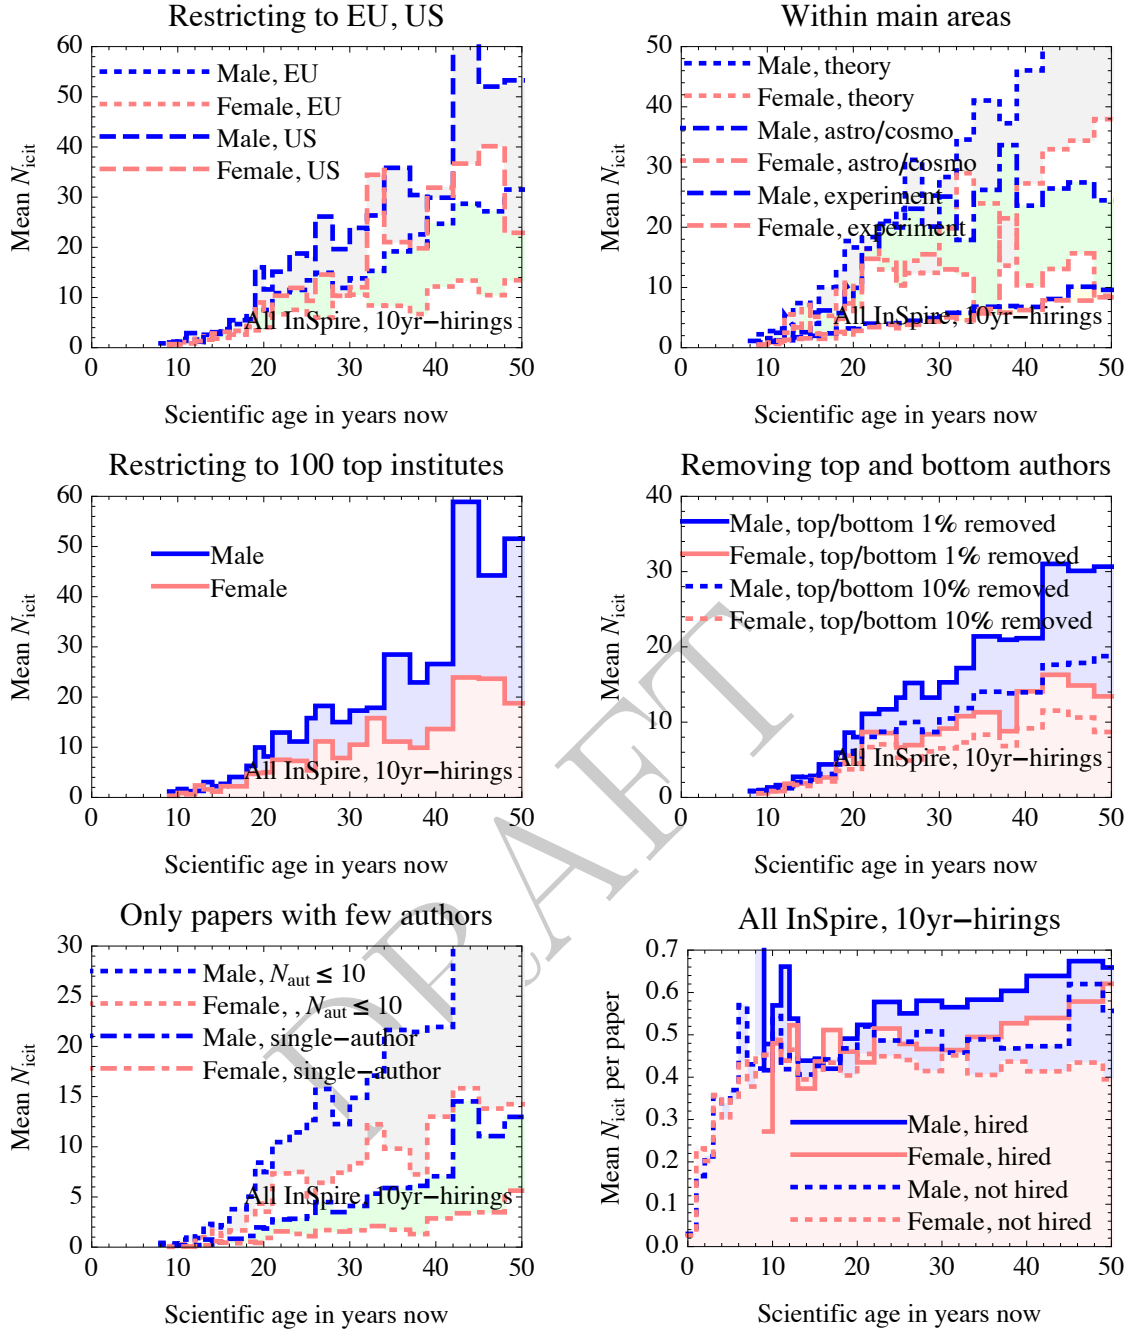 Restricting to EU, US
60
50
40
30
20
10
0
Mean N_icit
Male, EU
Female, EU
Male, US
Female, US
All InSpire, 10yr−hirings
0 10 20 30 40 50
Scientific age in years now
Within main areas
50
40
30
20
10
0
Mean N_icit
Male, theory
Female, theory
Male, astro/cosmo
Female, astro/cosmo
Male, experiment
Female, experiment
All InSpire, 10yr−hirings
0 10 20 30 40 50
Scientific age in years now
Restricting to 100 top institutes
60
50
40
30
20
10
0
Mean N_icit
Male
Female
All InSpire, 10yr−hirings
0 10 20 30 40 50
Scientific age in years now
Removing top and bottom authors
40
30
20
10
0
Mean N_icit
Male, top/bottom 1% removed
Female, top/bottom 1% removed
Male, top/bottom 10% removed
Female, top/bottom 10% removed
All InSpire, 10yr−hirings
0 10 20 30 40 50
Scientific age in years now
Only papers with few authors
30
25
20
15
10
5
0
Mean N_icit
Male, N_aut ≤ 10
Female, , N_aut ≤ 10
Male, single−author
Female, single−author
All InSpire, 10yr−hirings
0 10 20 30 40 50
Scientific age in years now
All InSpire, 10yr−hirings
0.7
0.6
0.5
0.4
0.3
0.2
0.1
0.0
Mean N_icit per paper
Male, hired
Female, hired
Male, not hired
Female, not hired
0 10 20 30 40 50
Scientific age in years now
DRAFT